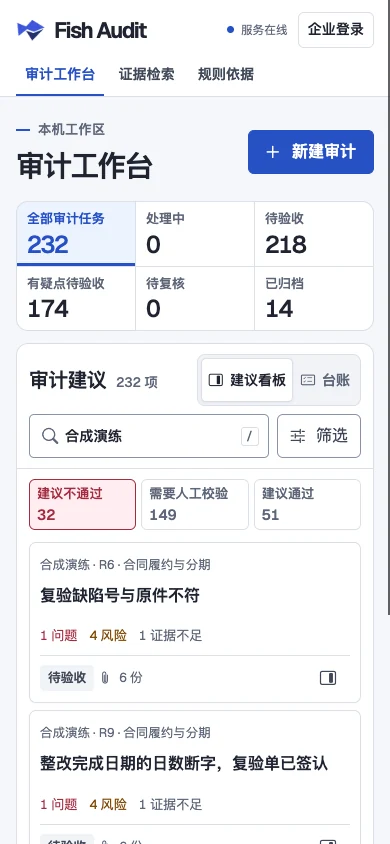 Fish Audit
服务在线
企业登录
审计工作台 证据检索 规则依据
本机工作区
审计工作台
+ 新建审计
全部审计任务 处理中 待验收
232 0 218
有疑点待验收 待复核 已归档
174 0 14
审计建议 232 项
建议看板 台账
合成演练 /
筛选
建议不通过 需要人工校验 建议通过
32 149 51
合成演练 · R6 · 合同履约与分期
复验缺陷号与原件不符
1 问题 4 风险 1 证据不足
待验收 6 份
合成演练 · R9 · 合同履约与分期
整改完成日期的日数断字，复验单已签认
1 问题 4 风险 1 证据不足